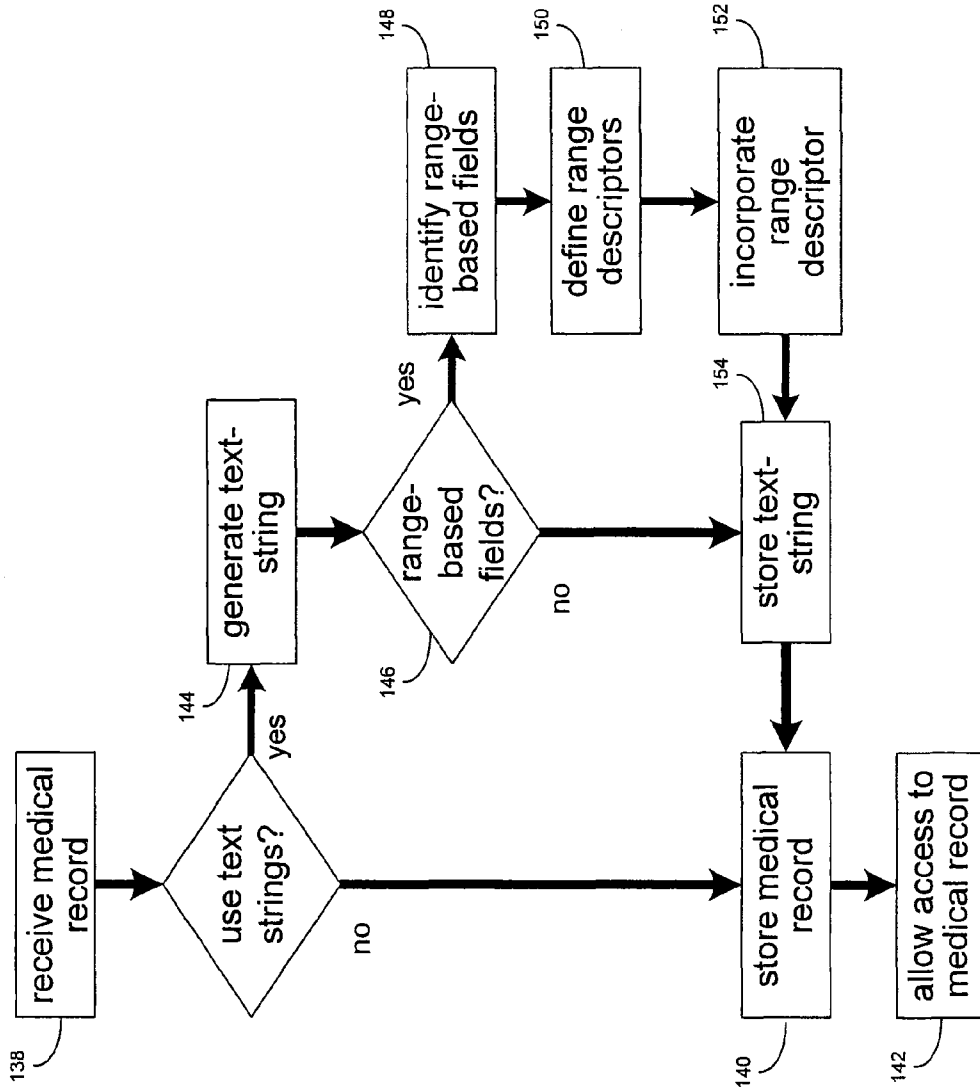 138
receive medical
record
use text
strings?
yes
no
144
generate text-
string
146
range-
based
fields?
yes
no
148
identify range-
based fields
150
define range
descriptors
152
incorporate
range
descriptor
154
store text-
string
140
store medical
record
142
allow access to
medical record